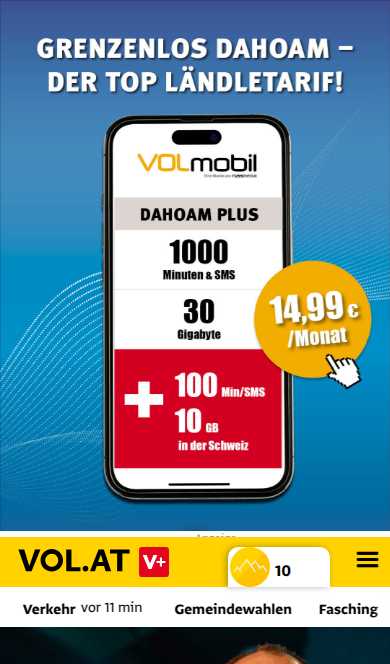 GRENZENLOS DAHOAM –
DER TOP LÄNDLETARIF!
VOLmobil
DAHOAM PLUS
1000
Minuten & SMS
30
Gigabyte
14,99 €
/Monat
100 Min/SMS
10 GB
in der Schweiz
Anzeige
VOL.AT V+
10
Verkehr vor 11 min Gemeindewahlen Fasching